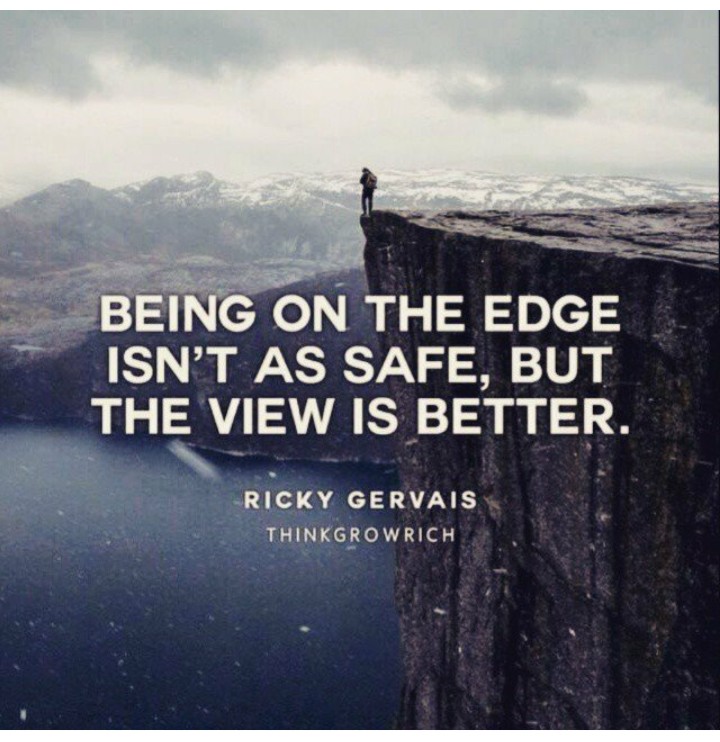 BEING ON THE EDGE
ISN'T AS SAFE, BUT
THE VIEW IS BETTER.
RICKY GERVAIS
THINKGROWRICH